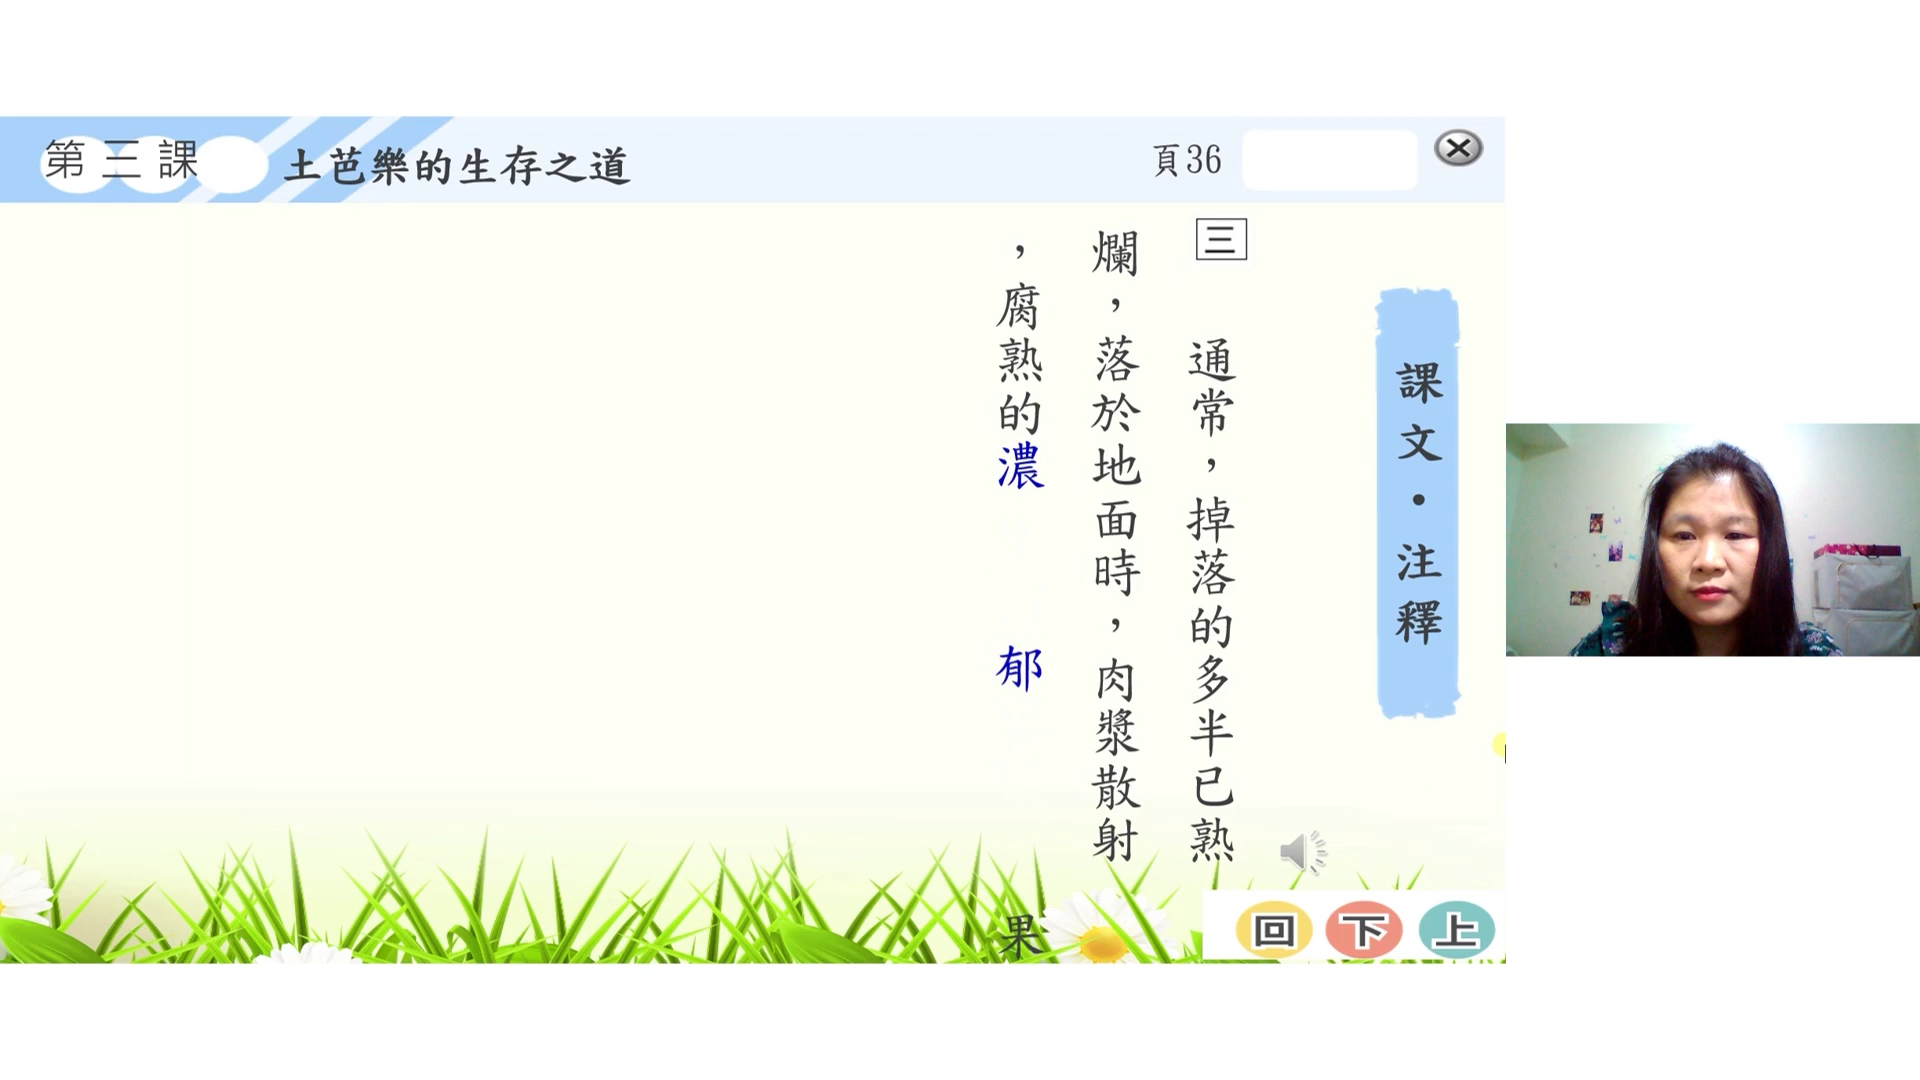 第三課
土芭樂的生存之道
頁36
課文・注釋
三
通常，掉落的多半已熟
爛，落於地面時，肉漿散射
，腐熟的濃郁果
回
下
上